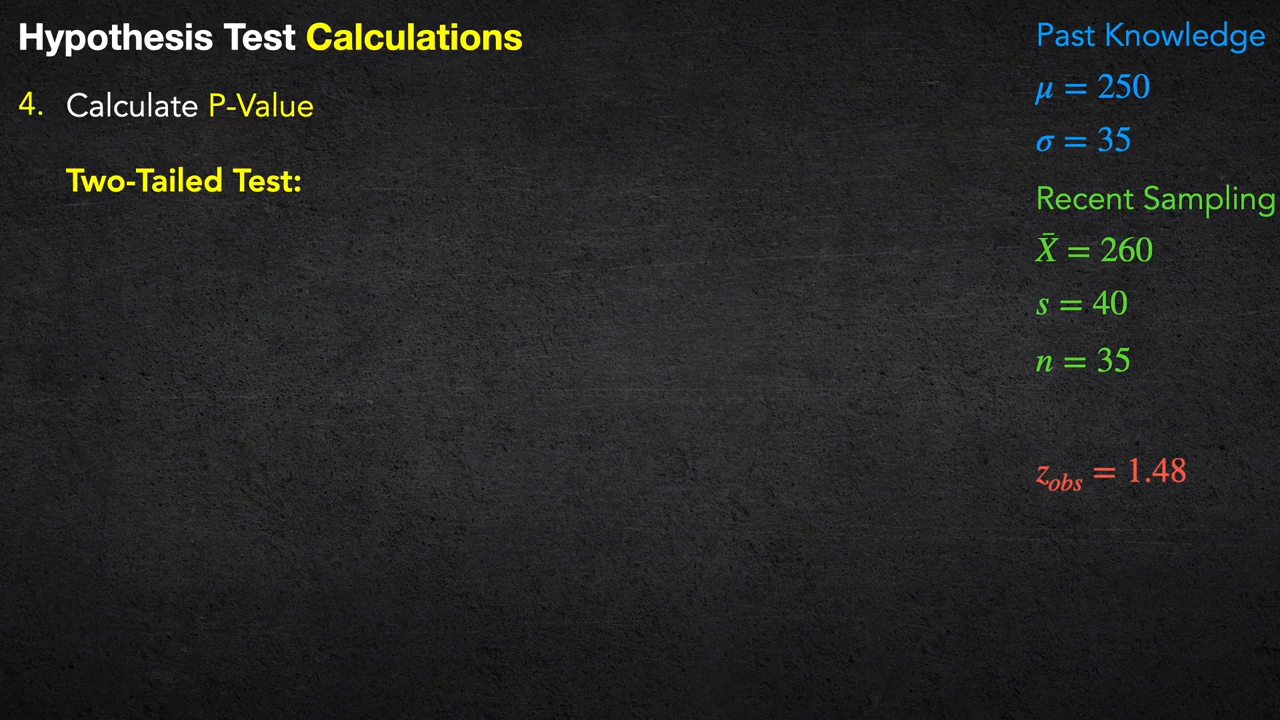 Hypothesis Test Calculations
4. Calculate P-Value
Two-Tailed Test:
Past Knowledge
μ = 250
σ = 35
Recent Sampling
X̄ = 260
s = 40
n = 35
z_obs = 1.48